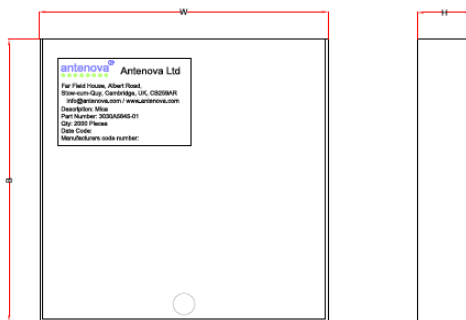 W
H
antenova® Antenova Ltd
Far Field House, Albert Road,
Stow-cum-Quy, Cambridge, UK, CB259AR
info@antenova.com / www.antenova.com
Description: Mica
Part Number: 3030A5645-01
Qty: 2000 Pieces
Date Code:
Manufacturers code number:
B